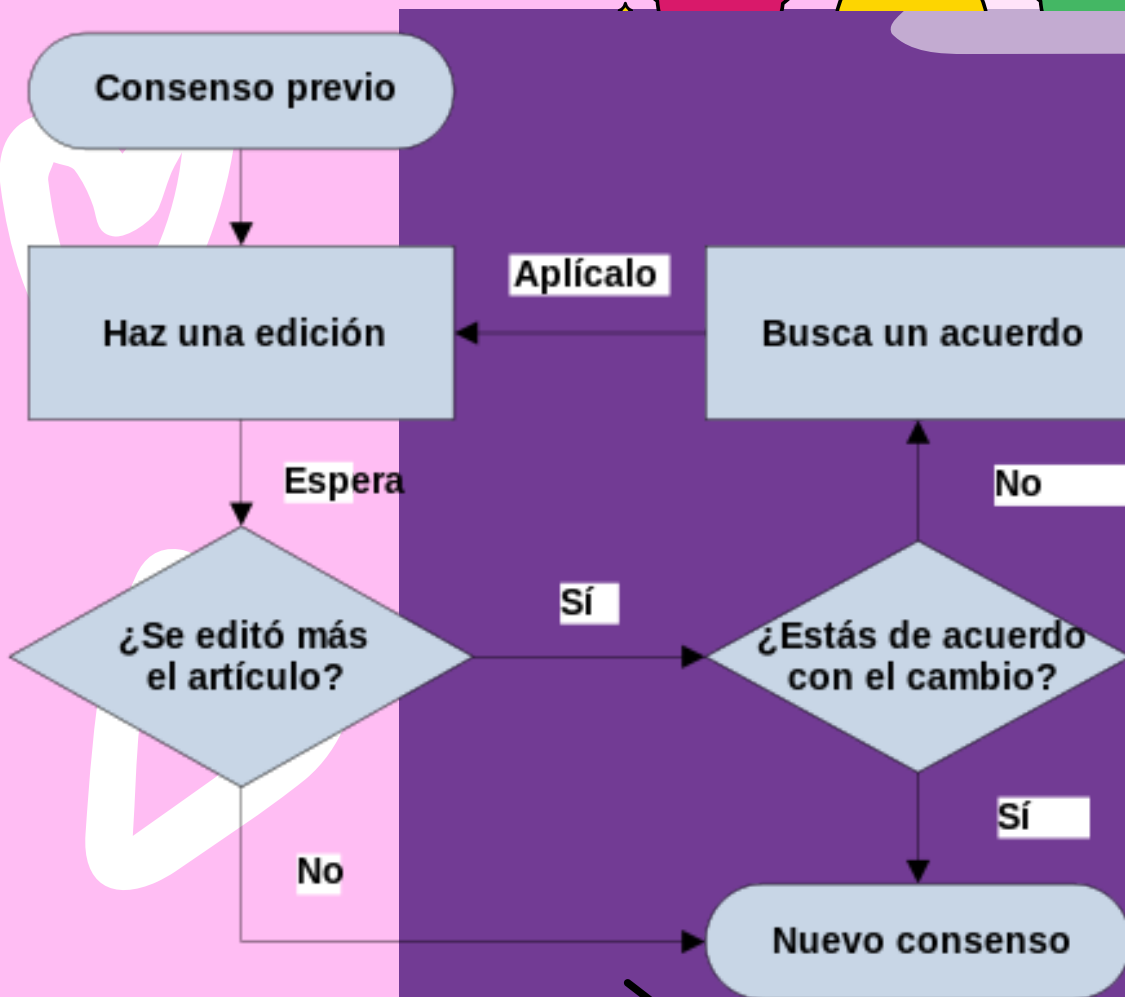 Consenso previo
Aplícalo
Haz una edición
Busca un acuerdo
Espera
No
Sí
¿Se editó más
el artículo?
¿Estás de acuerdo
con el cambio?
Sí
No
Nuevo consenso